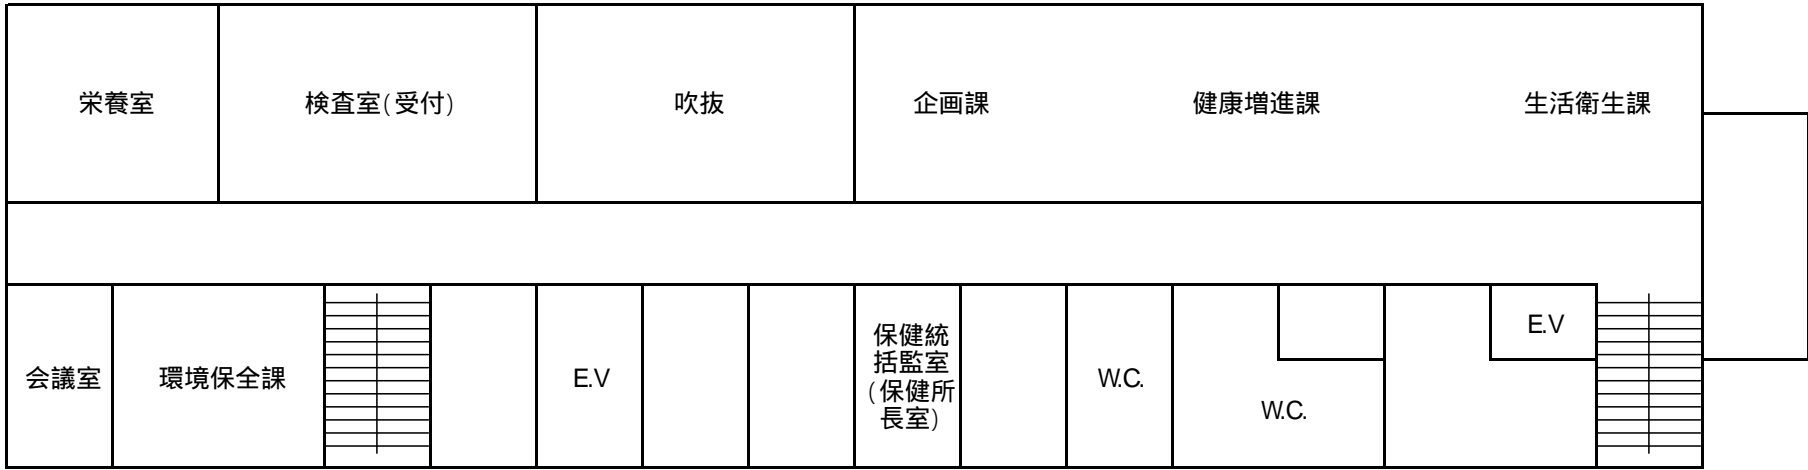 栄養室
検査室(受付)
吹抜
企画課
健康増進課
生活衛生課
会議室
環境保全課
E.V
保健統
括監室
(保健所
長室)
W.C.
W.C.
E.V